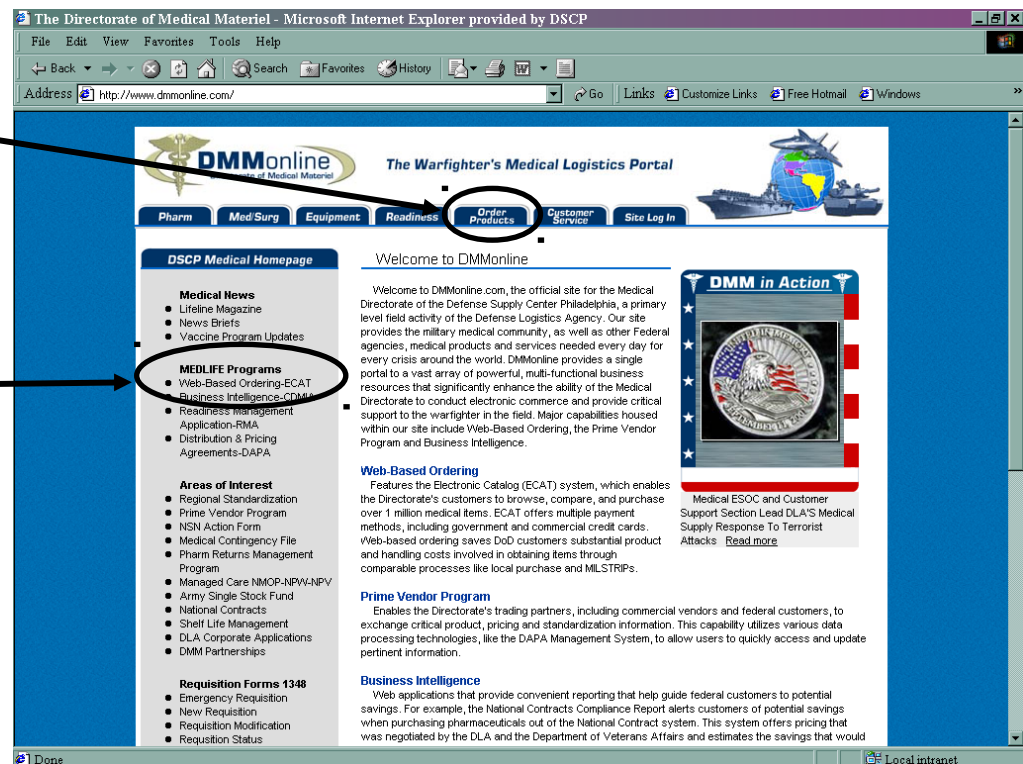 The Directorate of Medical Materiel - Microsoft Internet Explorer provided by DSCP
File Edit View Favorites Tools Help
Back Search Favorites History
Address http://www.dmmonline.com/ Go Links Customize Links Free Hotmail Windows »
DMMonline
The Warfighter's Medical Logistics Portal
of Medical Materiel
Pharm Med/Surg Equipment Readiness Order Products Customer Service Site Log In
DSCP Medical Homepage
Medical News
Lifeline Magazine
News Briefs
Vaccine Program Updates
MEDLIFE Programs
Web-Based Ordering-ECAT
Business Intelligence-CDMIA
Readiness Management
Application-RMA
Distribution & Pricing
Agreements-DAPA
Areas of Interest
Regional Standardization
Prime Vendor Program
NSN Action Form
Medical Contingency File
Pharm Returns Management
Program
Managed Care NMOP-NPW-NPV
Army Single Stock Fund
National Contracts
Shelf Life Management
DLA Corporate Applications
DMM Partnerships
Requisition Forms 1348
Emergency Requisition
New Requisition
Requisition Modification
Requsition Status
Welcome to DMMonline
Welcome to DMMonline.com, the official site for the Medical
Directorate of the Defense Supply Center Philadelphia, a primary
level field activity of the Defense Logistics Agency. Our site
provides the military medical community, as well as other Federal
agencies, medical products and services needed every day for
every crisis around the world. DMMonline provides a single
portal to a vast array of powerful, multi-functional business
resources that significantly enhance the ability of the Medical
Directorate to conduct electronic commerce and provide critical
support to the warfighter in the field. Major capabilities housed
within our site include Web-Based Ordering, the Prime Vendor
Program and Business Intelligence.
Web-Based Ordering
Features the Electronic Catalog (ECAT) system, which enables
the Directorate's customers to browse, compare, and purchase
over 1 million medical items. ECAT offers multiple payment
methods, including government and commercial credit cards.
Web-based ordering saves DoD customers substantial product
and handling costs involved in obtaining items through
comparable processes like local purchase and MILSTRIPs.
Prime Vendor Program
Enables the Directorate's trading partners, including commercial vendors and federal customers, to
exchange critical product, pricing and standardization information. This capability utilizes various data
processing technologies, like the DAPA Management System, to allow users to quickly access and update
pertinent information.
Business Intelligence
Web applications that provide convenient reporting that help guide federal customers to potential
savings. For example, the National Contracts Compliance Report alerts customers of potential savings
when purchasing pharmaceuticals out of the National Contract system. This system offers pricing that
was negotiated by the DLA and the Department of Veterans Affairs and estimates the savings that would
DMM in Action
Medical ESOC and Customer
Support Section Lead DLA'S Medical
Supply Response To Terrorist
Attacks Read more
Done Local intranet